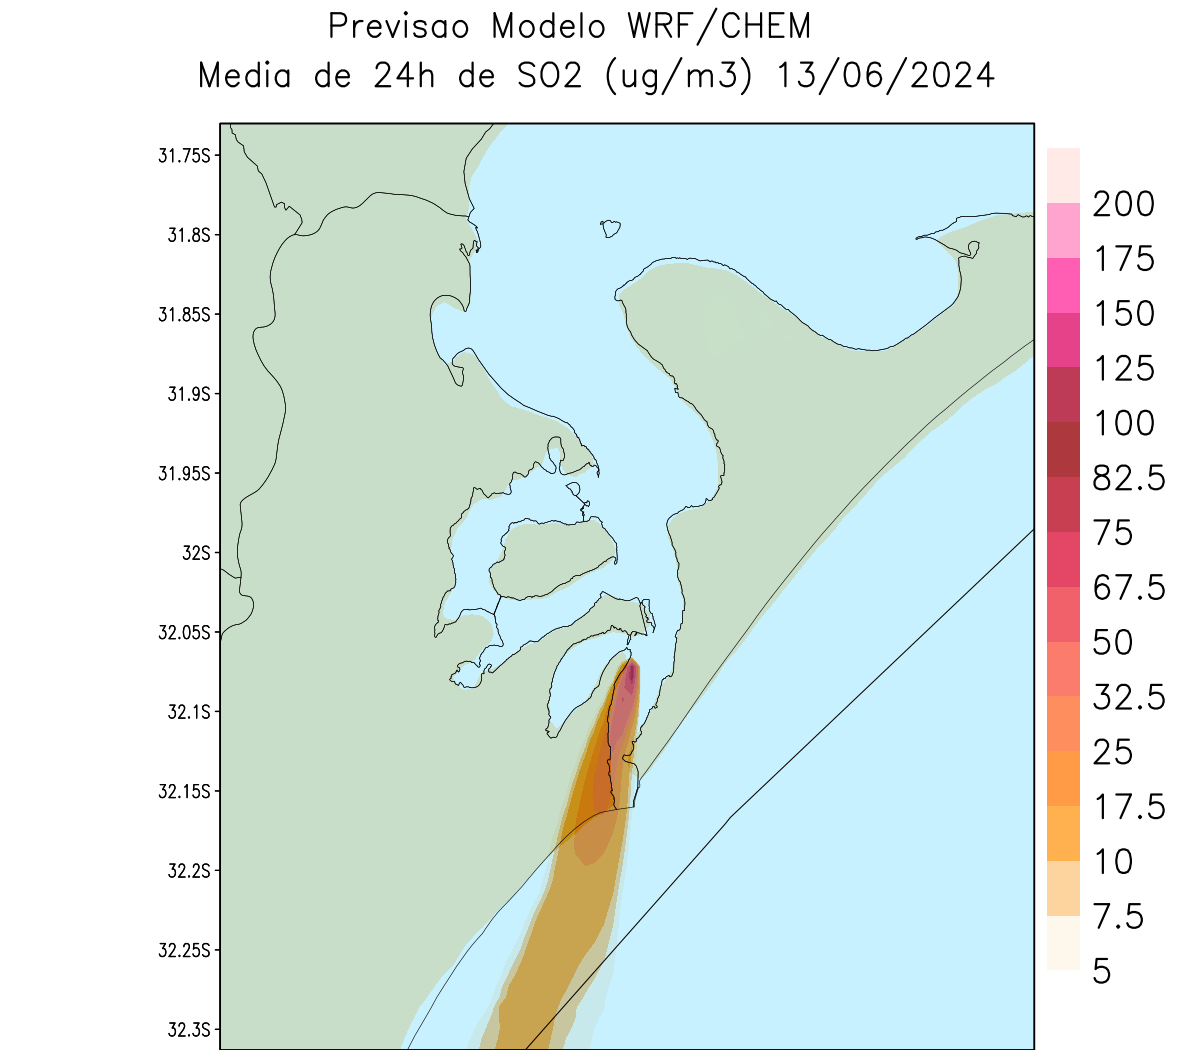 Previsao Modelo WRF/CHEM
Media de 24h de SO2 (ug/m3) 13/06/2024
31.75S
31.8S
31.85S
31.9S
31.95S
32S
32.05S
32.1S
32.15S
32.2S
32.25S
32.3S
200
175
150
125
100
82.5
75
67.5
50
32.5
25
17.5
10
7.5
5